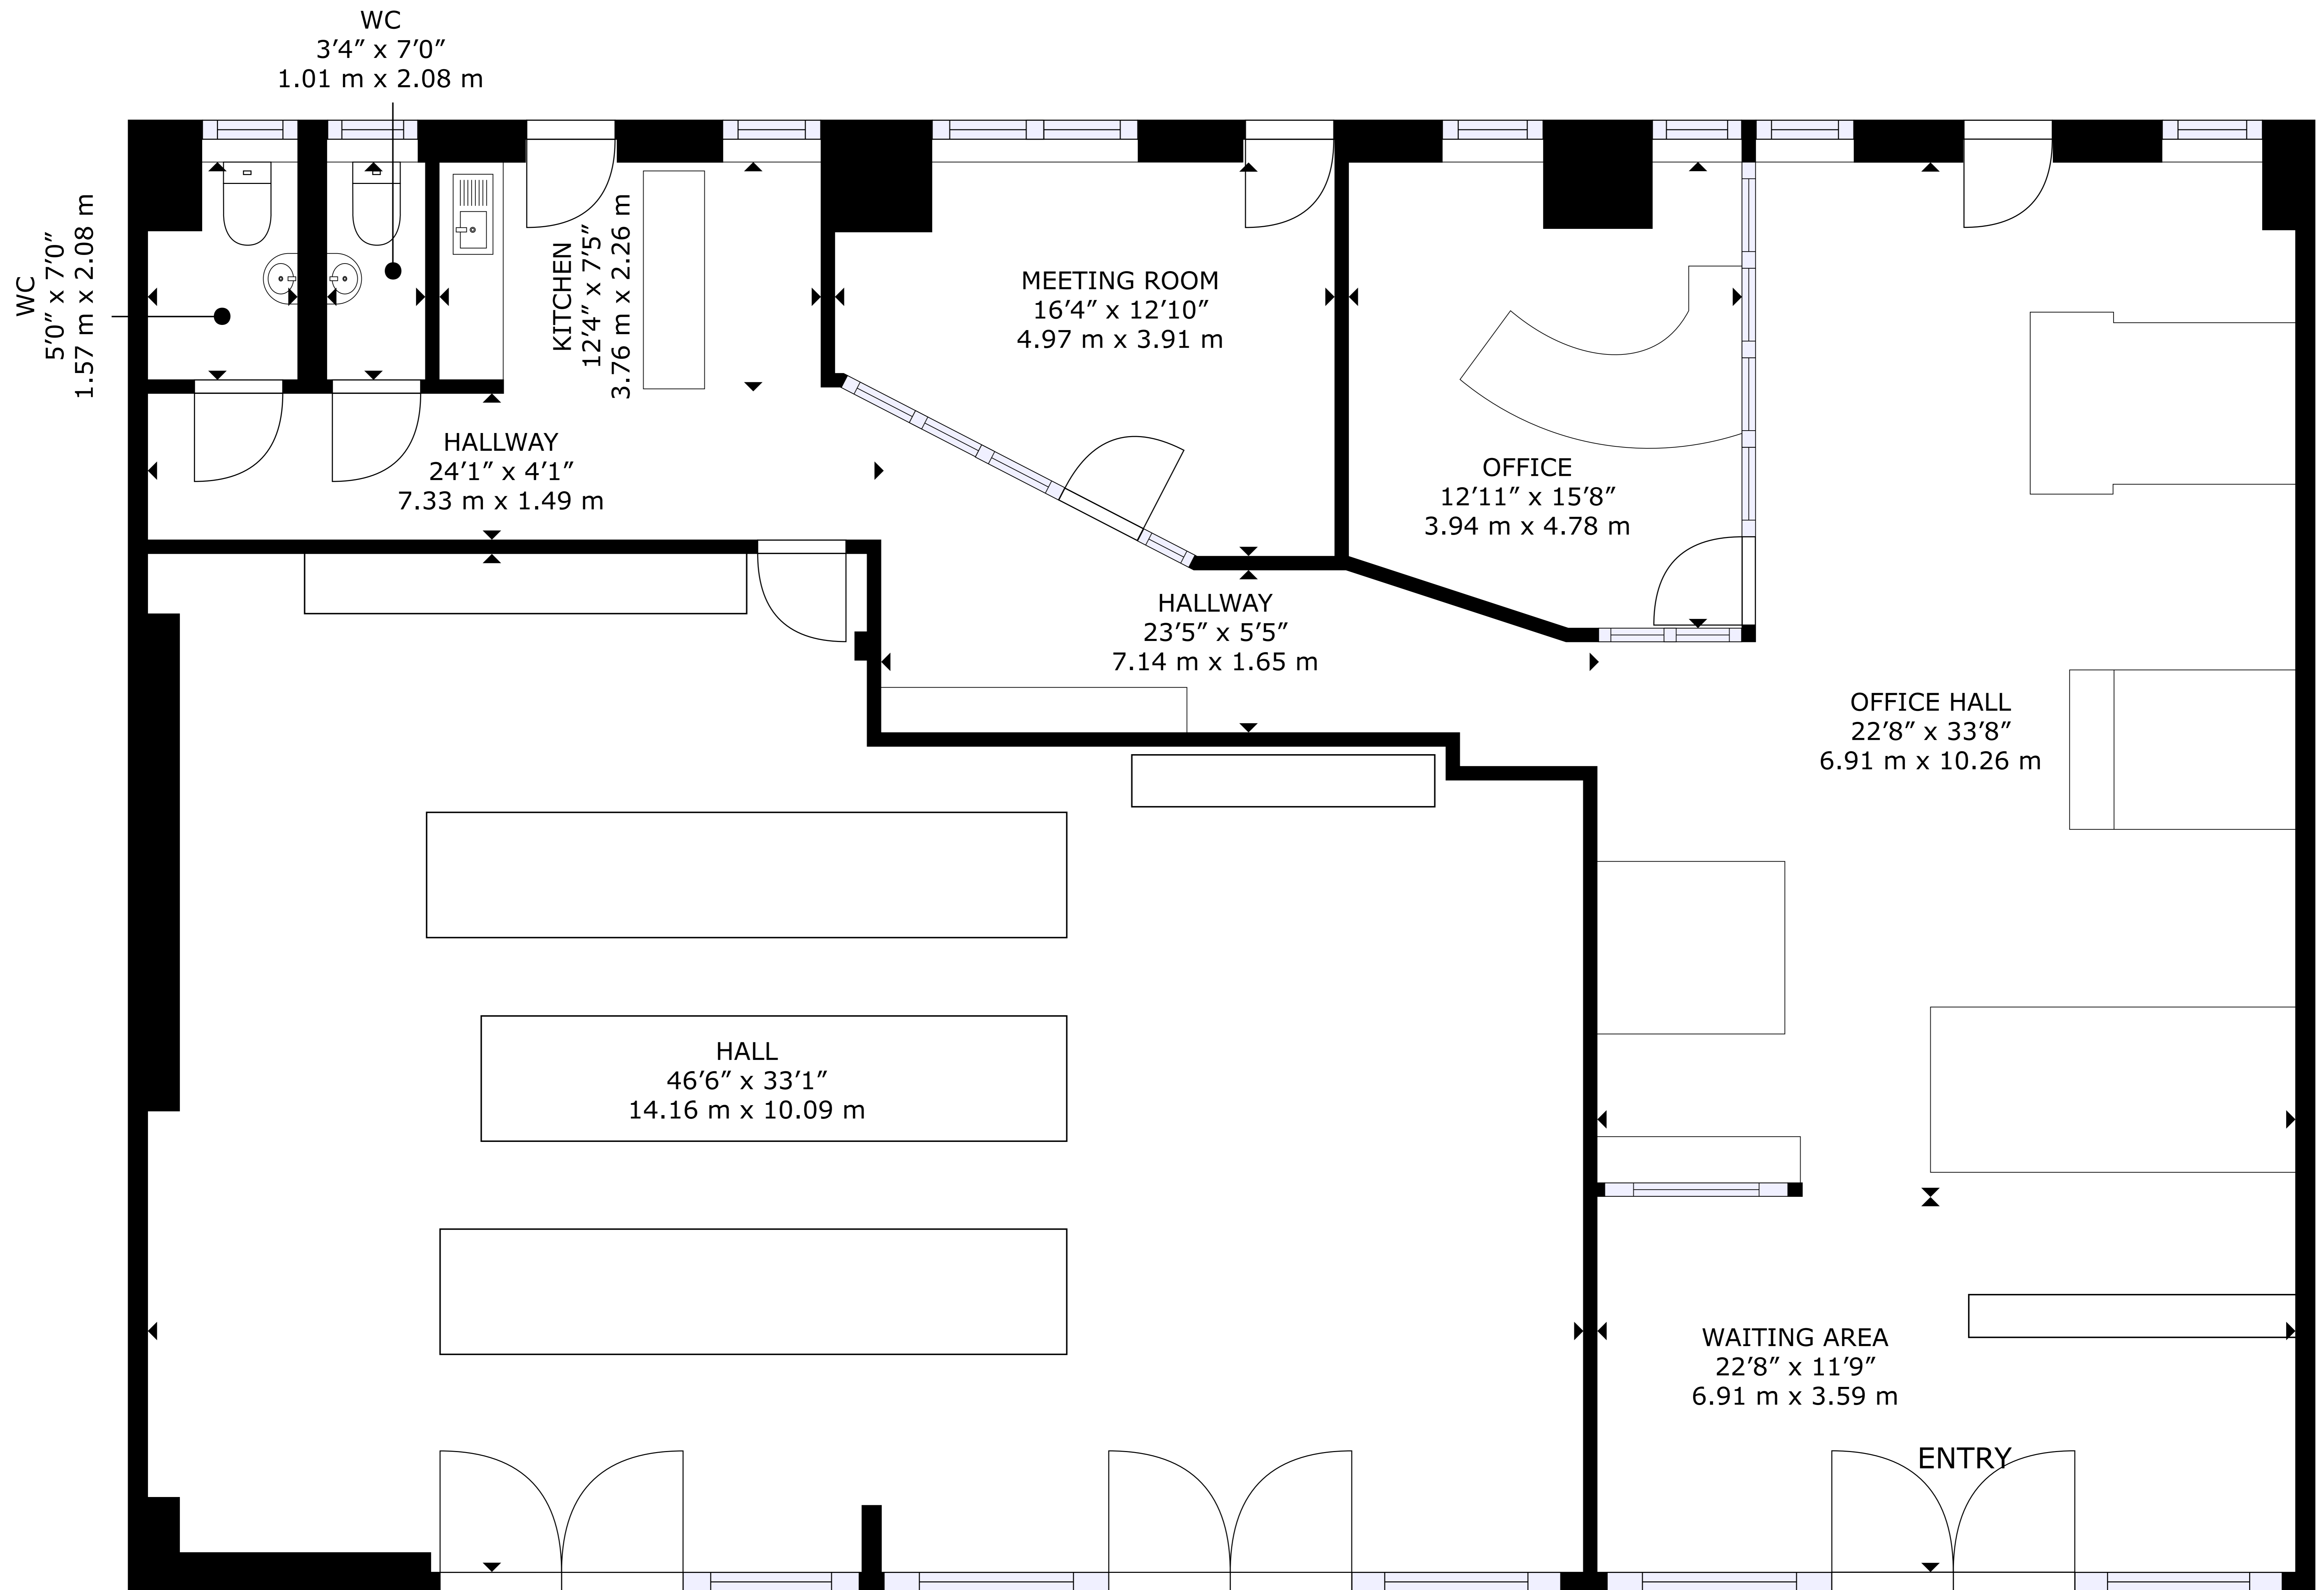 WC
3′4″ x 7′0″
1.01 m x 2.08 m
WC
5′0″ x 7′0″
1.57 m x 2.08 m
KITCHEN
12′4″ x 7′5″
3.76 m x 2.26 m
MEETING ROOM
16′4″ x 12′10″
4.97 m x 3.91 m
HALLWAY
24′1″ x 4′1″
7.33 m x 1.49 m
OFFICE
12′11″ x 15′8″
3.94 m x 4.78 m
HALLWAY
23′5″ x 5′5″
7.14 m x 1.65 m
OFFICE HALL
22′8″ x 33′8″
6.91 m x 10.26 m
HALL
46′6″ x 33′1″
14.16 m x 10.09 m
WAITING AREA
22′8″ x 11′9″
6.91 m x 3.59 m
ENTRY